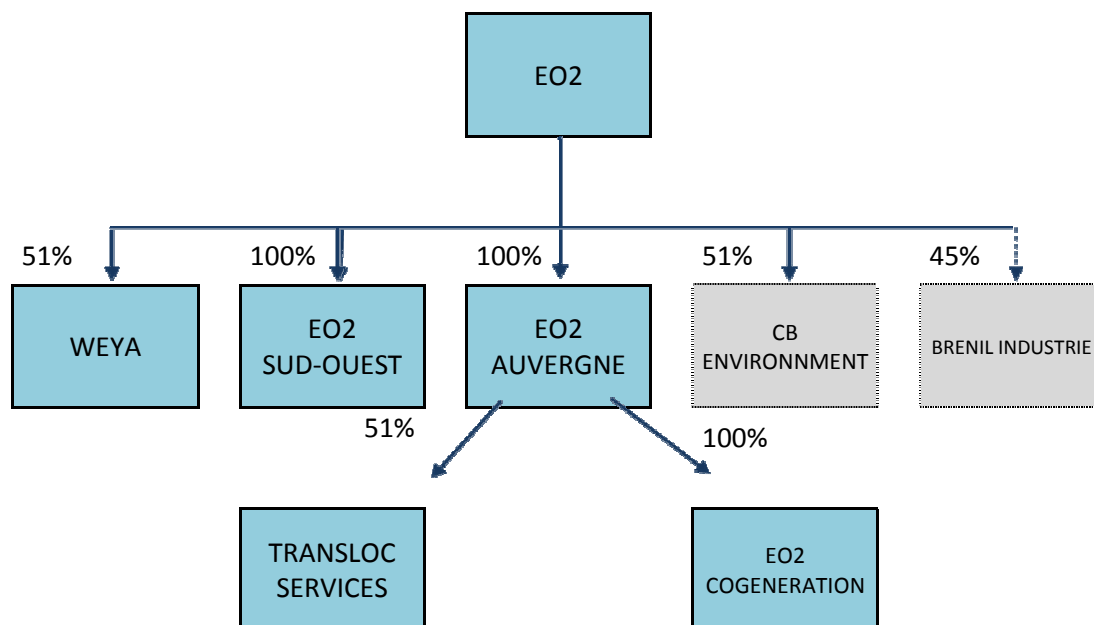 EO2
51%
100%
100%
51%
45%
WEYA
EO2
SUD-OUEST
EO2
AUVERGNE
CB
ENVIRONNMENT
BRENIL INDUSTRIE
51%
100%
TRANSLOC
SERVICES
EO2
COGENERATION